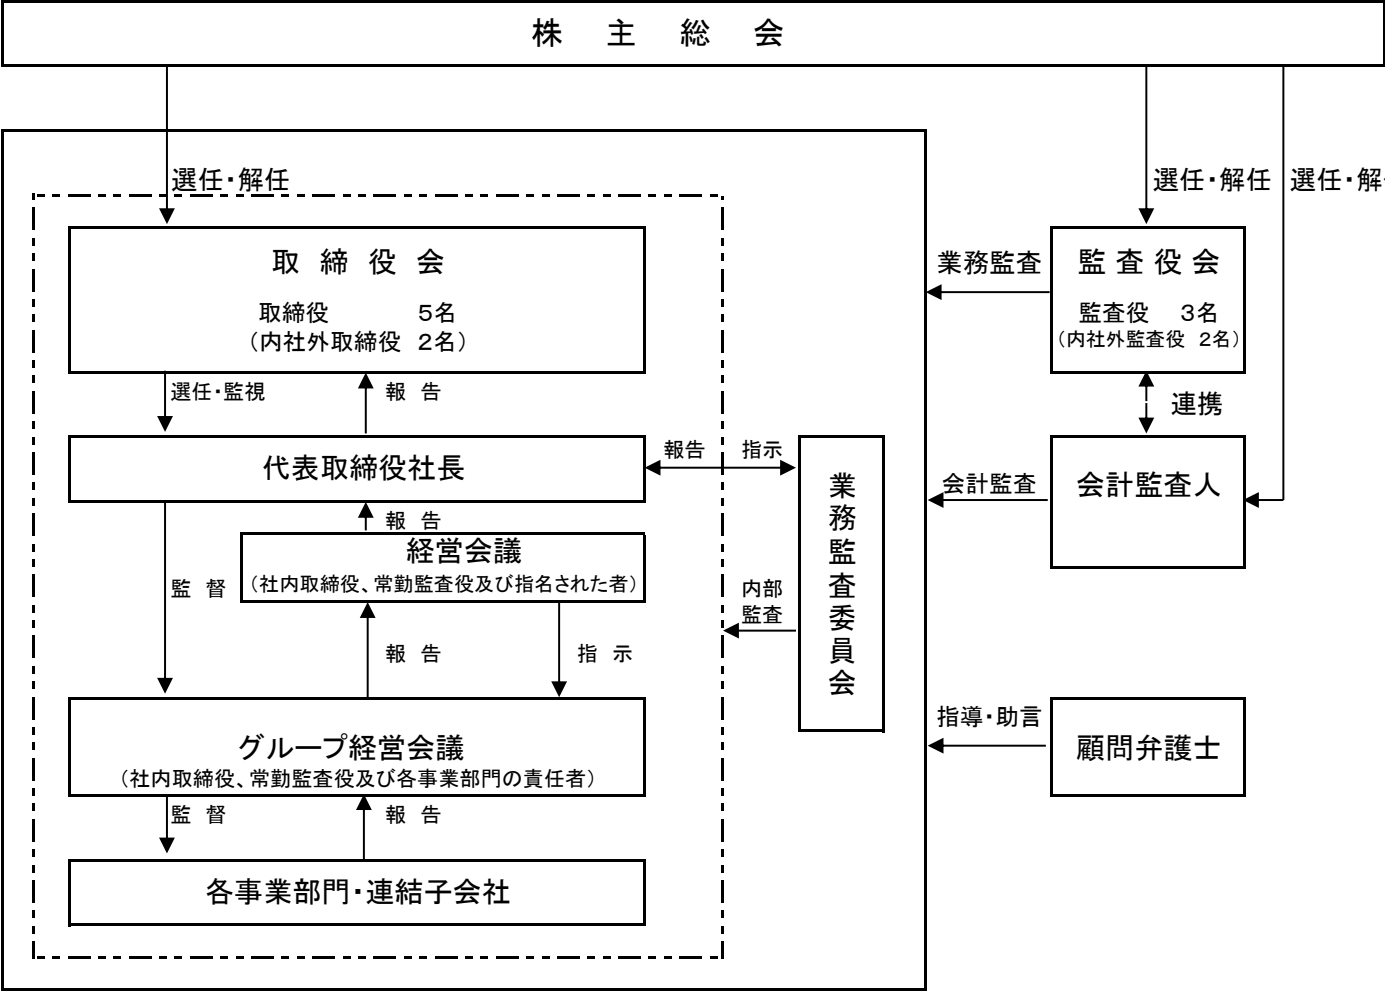 株　主　総　会
選任・解任
選任・解任
選任・解
取　締　役　会
取締役　　　5名
（内社外取締役　2名）
業務監査
監査役会
監査役　3名
（内社外監査役　2名）
選任・監視
報　告
連携
代表取締役社長
報告
指示
業務監査委員会
会計監査
会計監査人
報　告
経営会議
（社内取締役、常勤監査役及び指名された者）
監　督
内部
監査
報　告
指　示
グループ経営会議
（社内取締役、常勤監査役及び各事業部門の責任者）
指導・助言
顧問弁護士
監　督
報　告
各事業部門・連結子会社